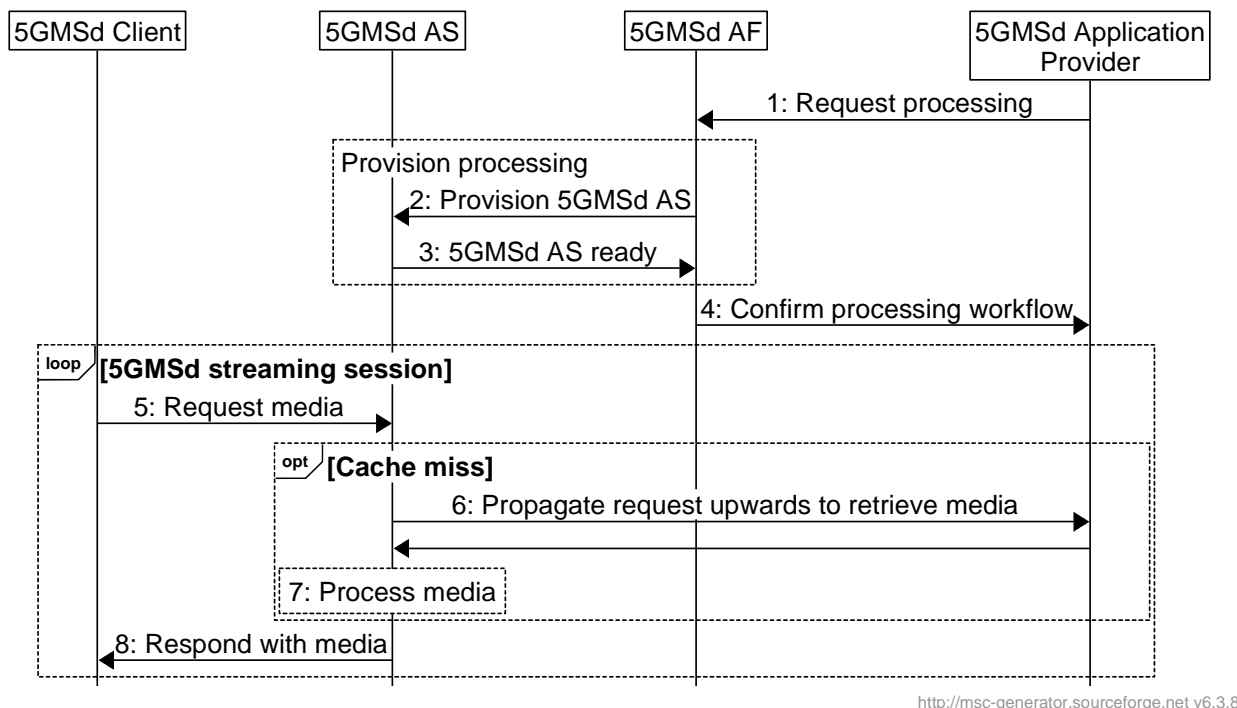 5GMSd Client
5GMSd AS
5GMSd AF
5GMSd Application
Provider
1: Request processing
Provision processing
2: Provision 5GMSd AS
3: 5GMSd AS ready
4: Confirm processing workflow
loop
[5GMSd streaming session]
5: Request media
opt
[Cache miss]
6: Propagate request upwards to retrieve media
7: Process media
8: Respond with media
http://msc-generator.sourceforge.net v6.3.8